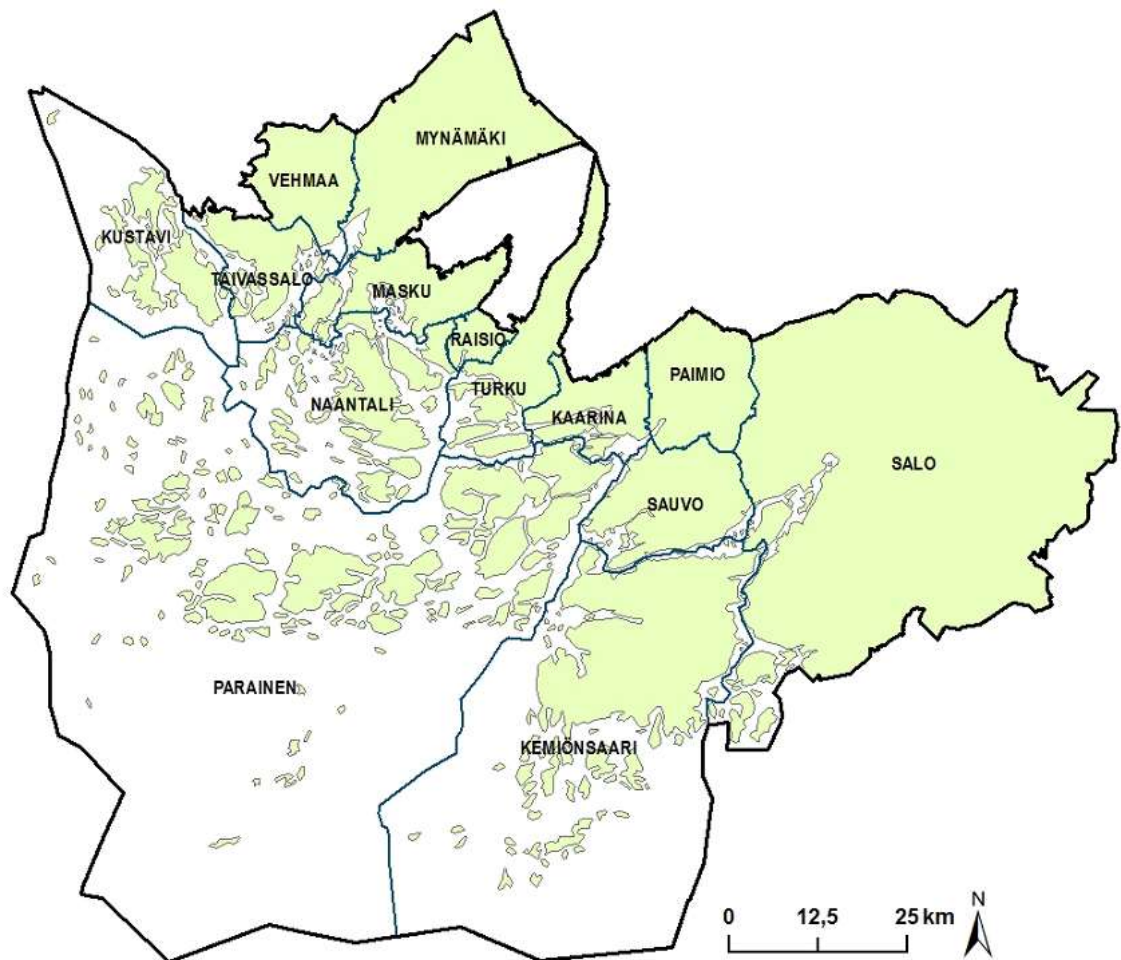 MYNÄMÄKI
VEHMAA
KUSTAVI
TAIVASSALO
MASKU
RAISIO
PAIMIO
TURKU
NAANTALI
KAARINA
SALO
SAUVO
PARAINEN
KEMIÖNSAARI
N
0 12,5 25 km